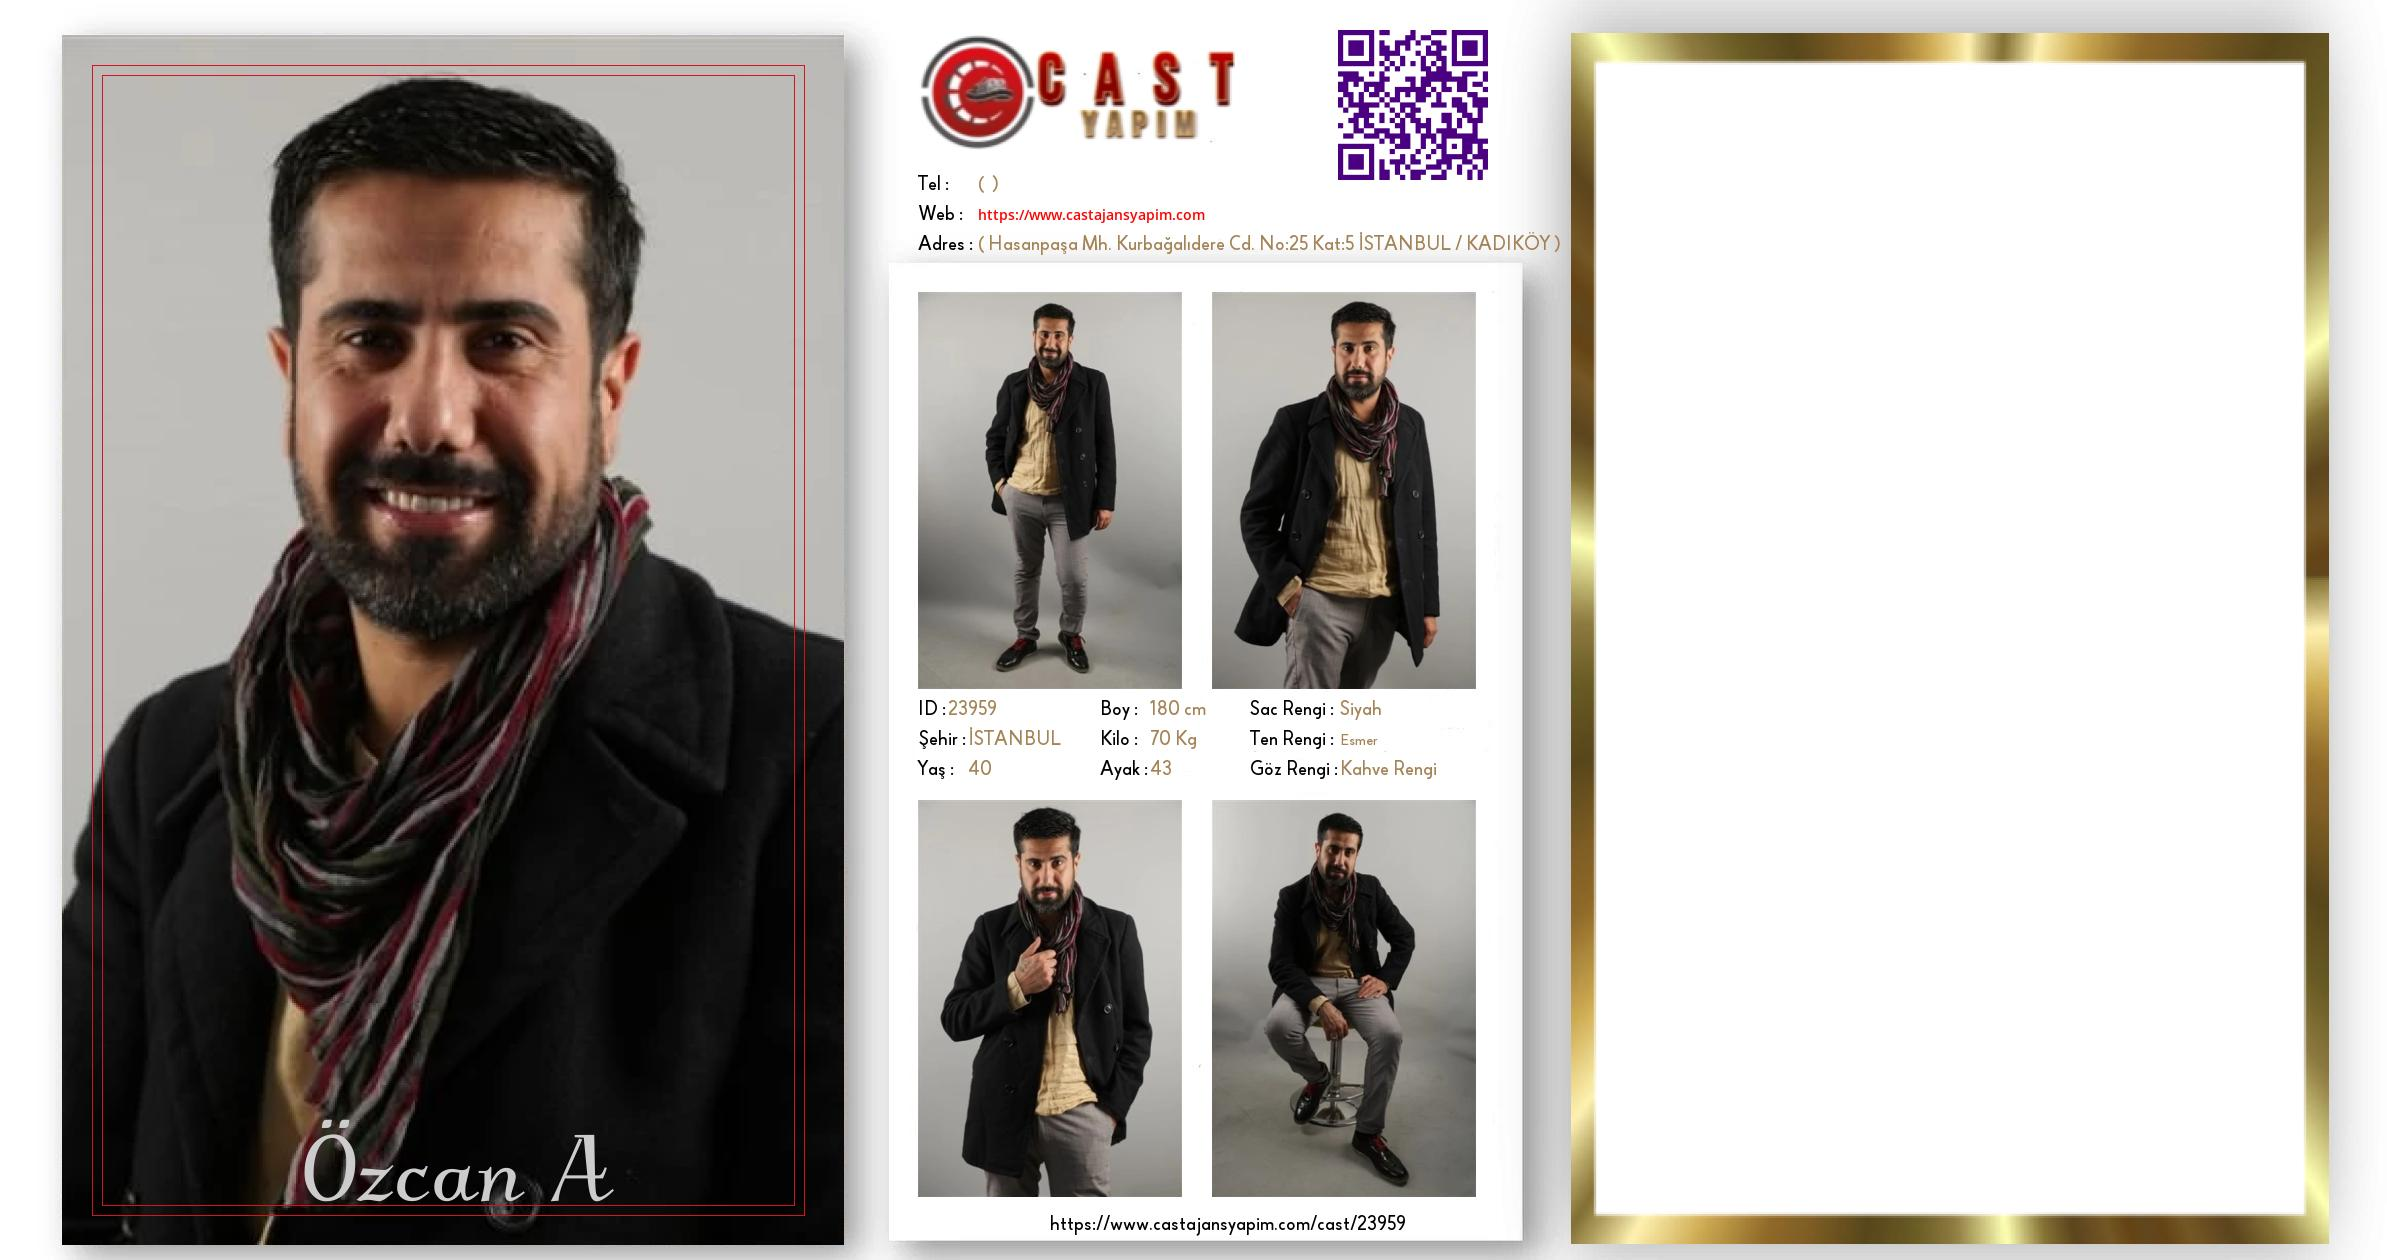 Özcan A
CAST
YAPIM
Tel : ( )
Web : https://www.castajansyapim.com
Adres : ( Hasanpaşa Mh. Kurbağalıdere Cd. No:25 Kat:5 İSTANBUL / KADIKÖY )
ID : 23959 Boy : 180 cm Sac Rengi : Siyah
Şehir : İSTANBUL Kilo : 70 Kg Ten Rengi : Esmer
Yaş : 40 Ayak : 43 Göz Rengi : Kahve Rengi
https://www.castajansyapim.com/cast/23959